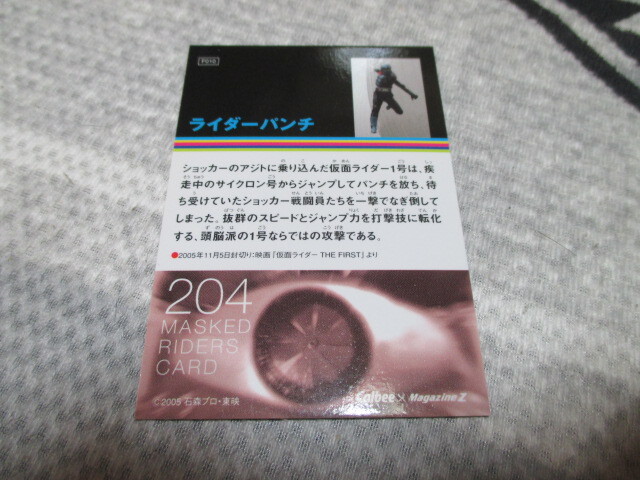 P010
ライダーパンチ
ショッカーのアジトに乗り込んだ仮面ライダー1号は、疾
走中のサイクロン号からジャンプしてパンチを放ち、待
ち受けていたショッカー戦闘員たちを一撃でなぎ倒して
しまった。抜群のスピードとジャンプ力を打撃技に転化
する、頭脳派の1号ならではの攻撃である。
●2005年11月5日封切り:映画『仮面ライダー THE FIRST』より
204
MASKED
RIDERS
CARD
©2005 石森プロ・東映
Calbee × Magazine Z